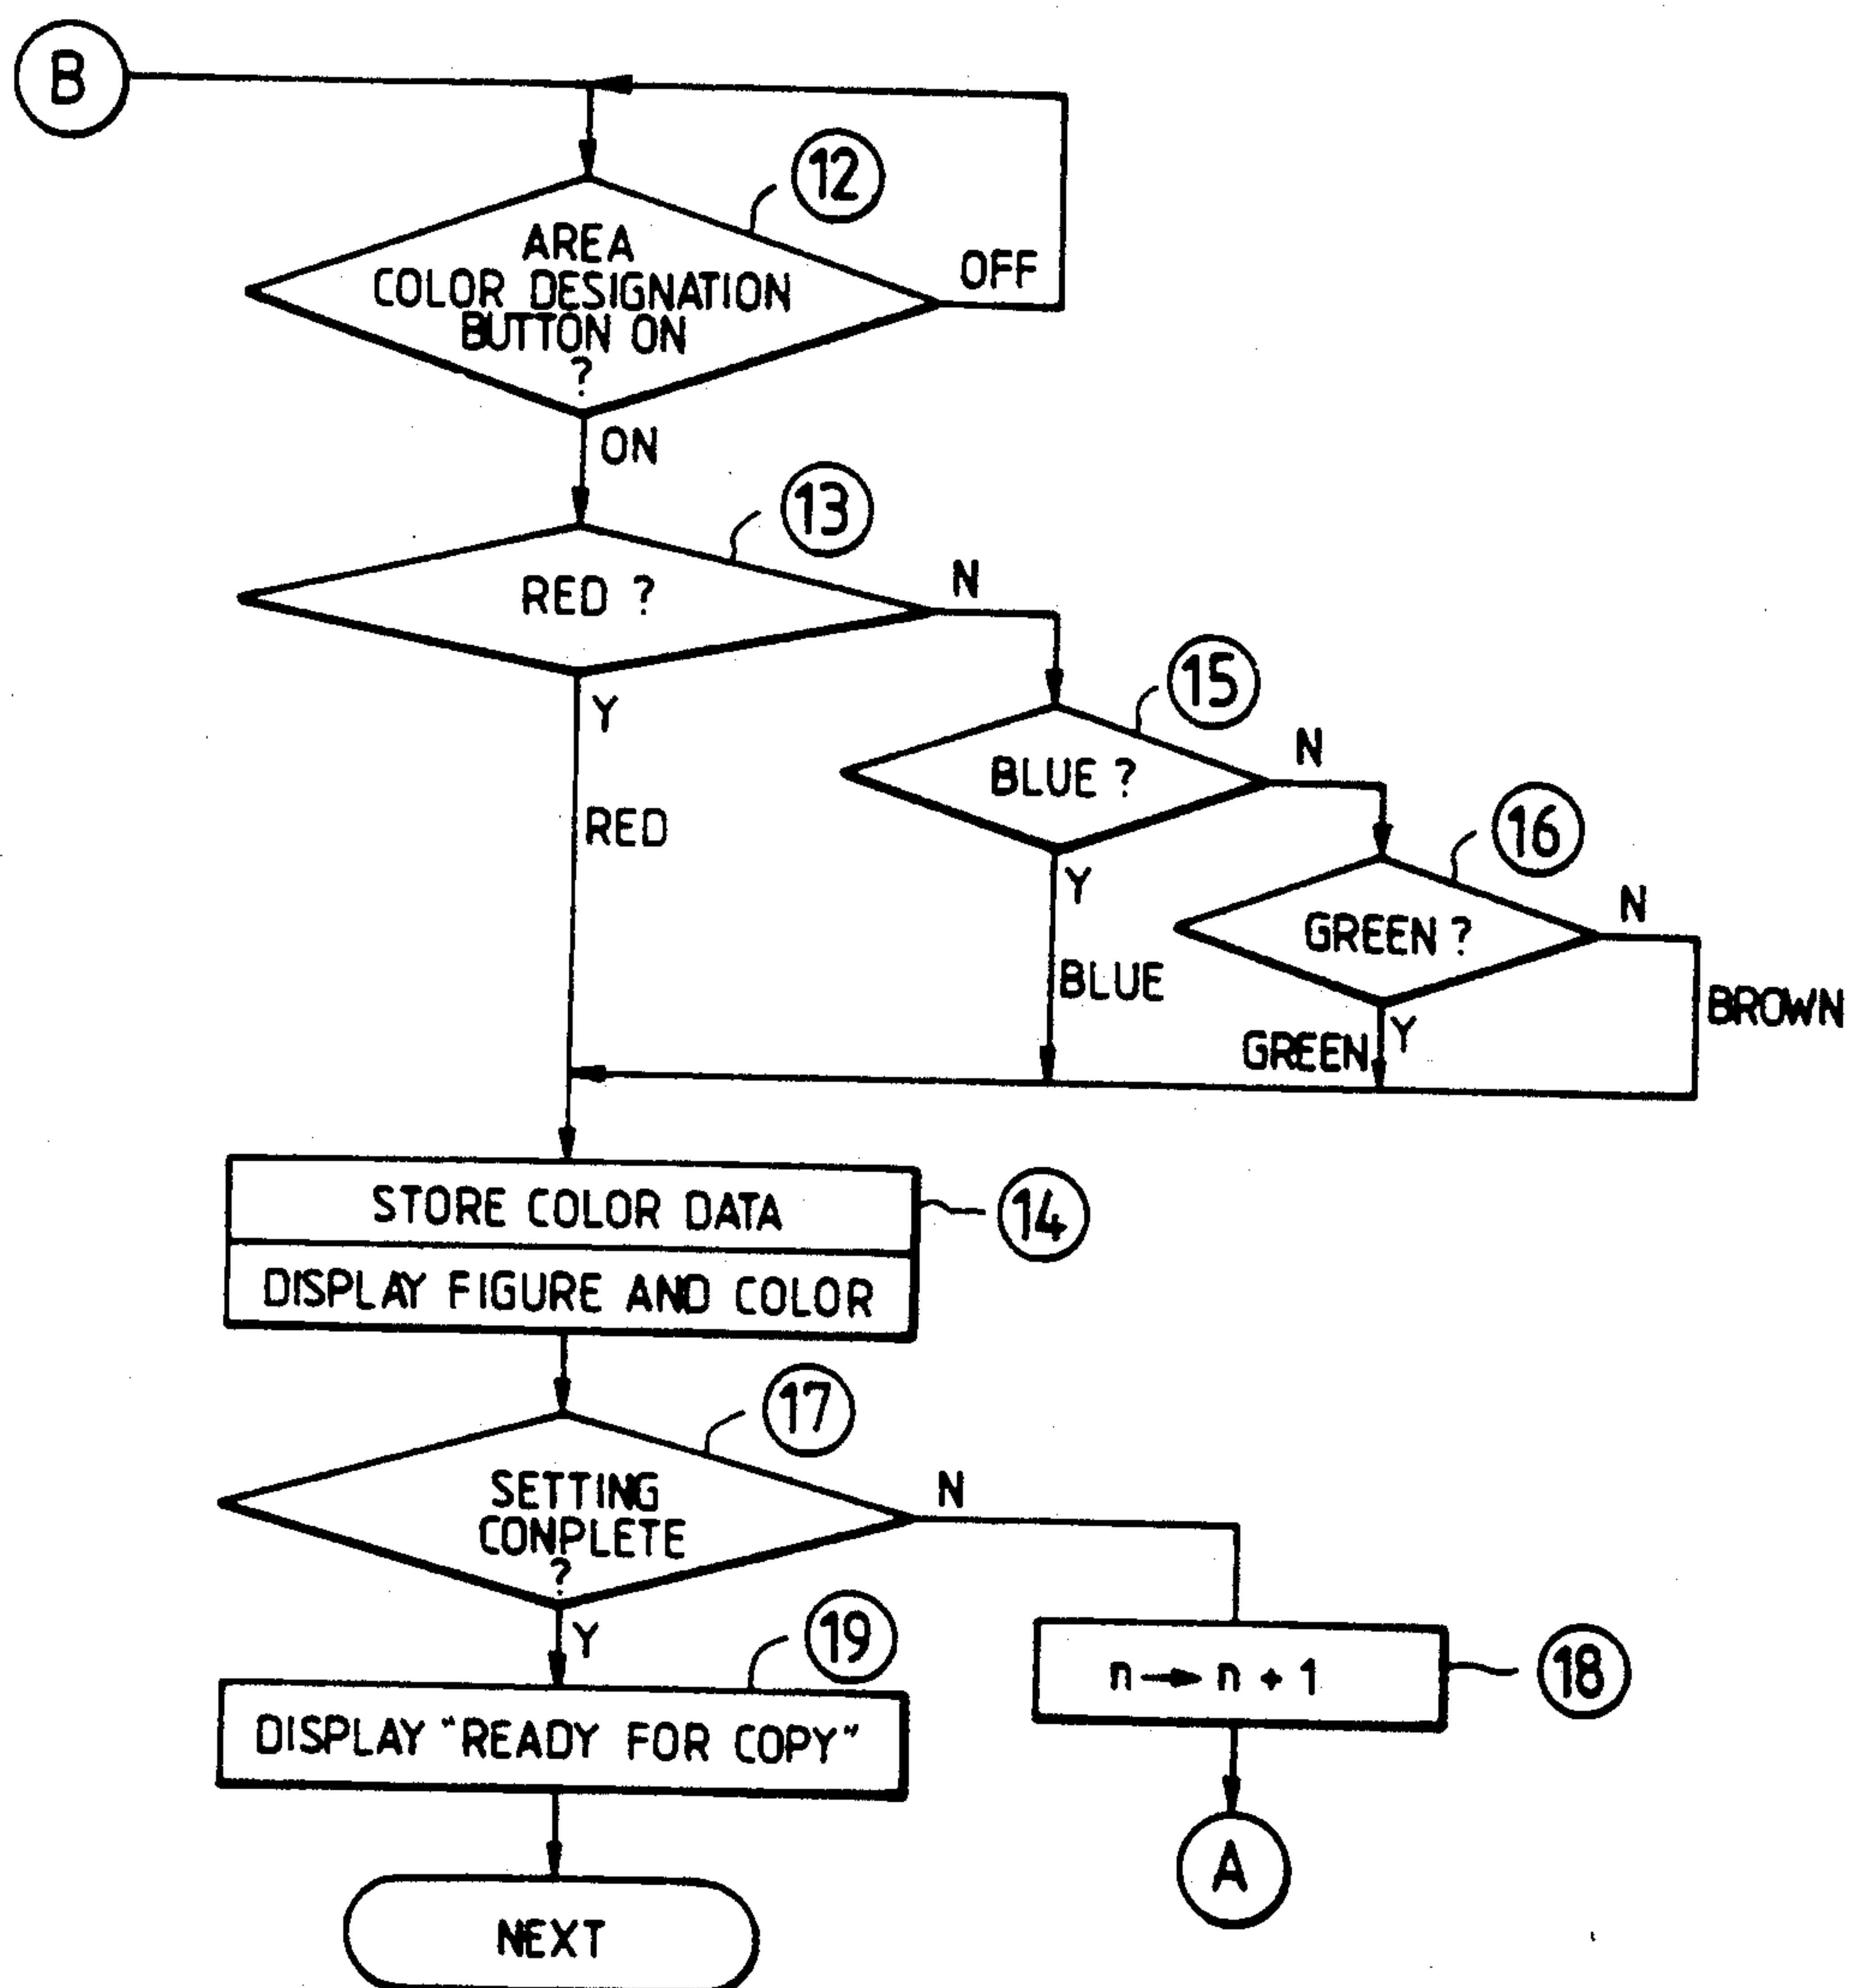 B
12
AREA
COLOR DESIGNATION
BUTTON ON
?
OFF
ON
13
RED ?
N
15
Y
BLUE ?
N
RED
16
Y
GREEN ?
N
BLUE
BROWN
GREEN
Y
STORE COLOR DATA
14
DISPLAY FIGURE AND COLOR
17
SETTING
CONPLETE
?
N
Y
19
n → n + 1
18
DISPLAY "READY FOR COPY"
A
NEXT